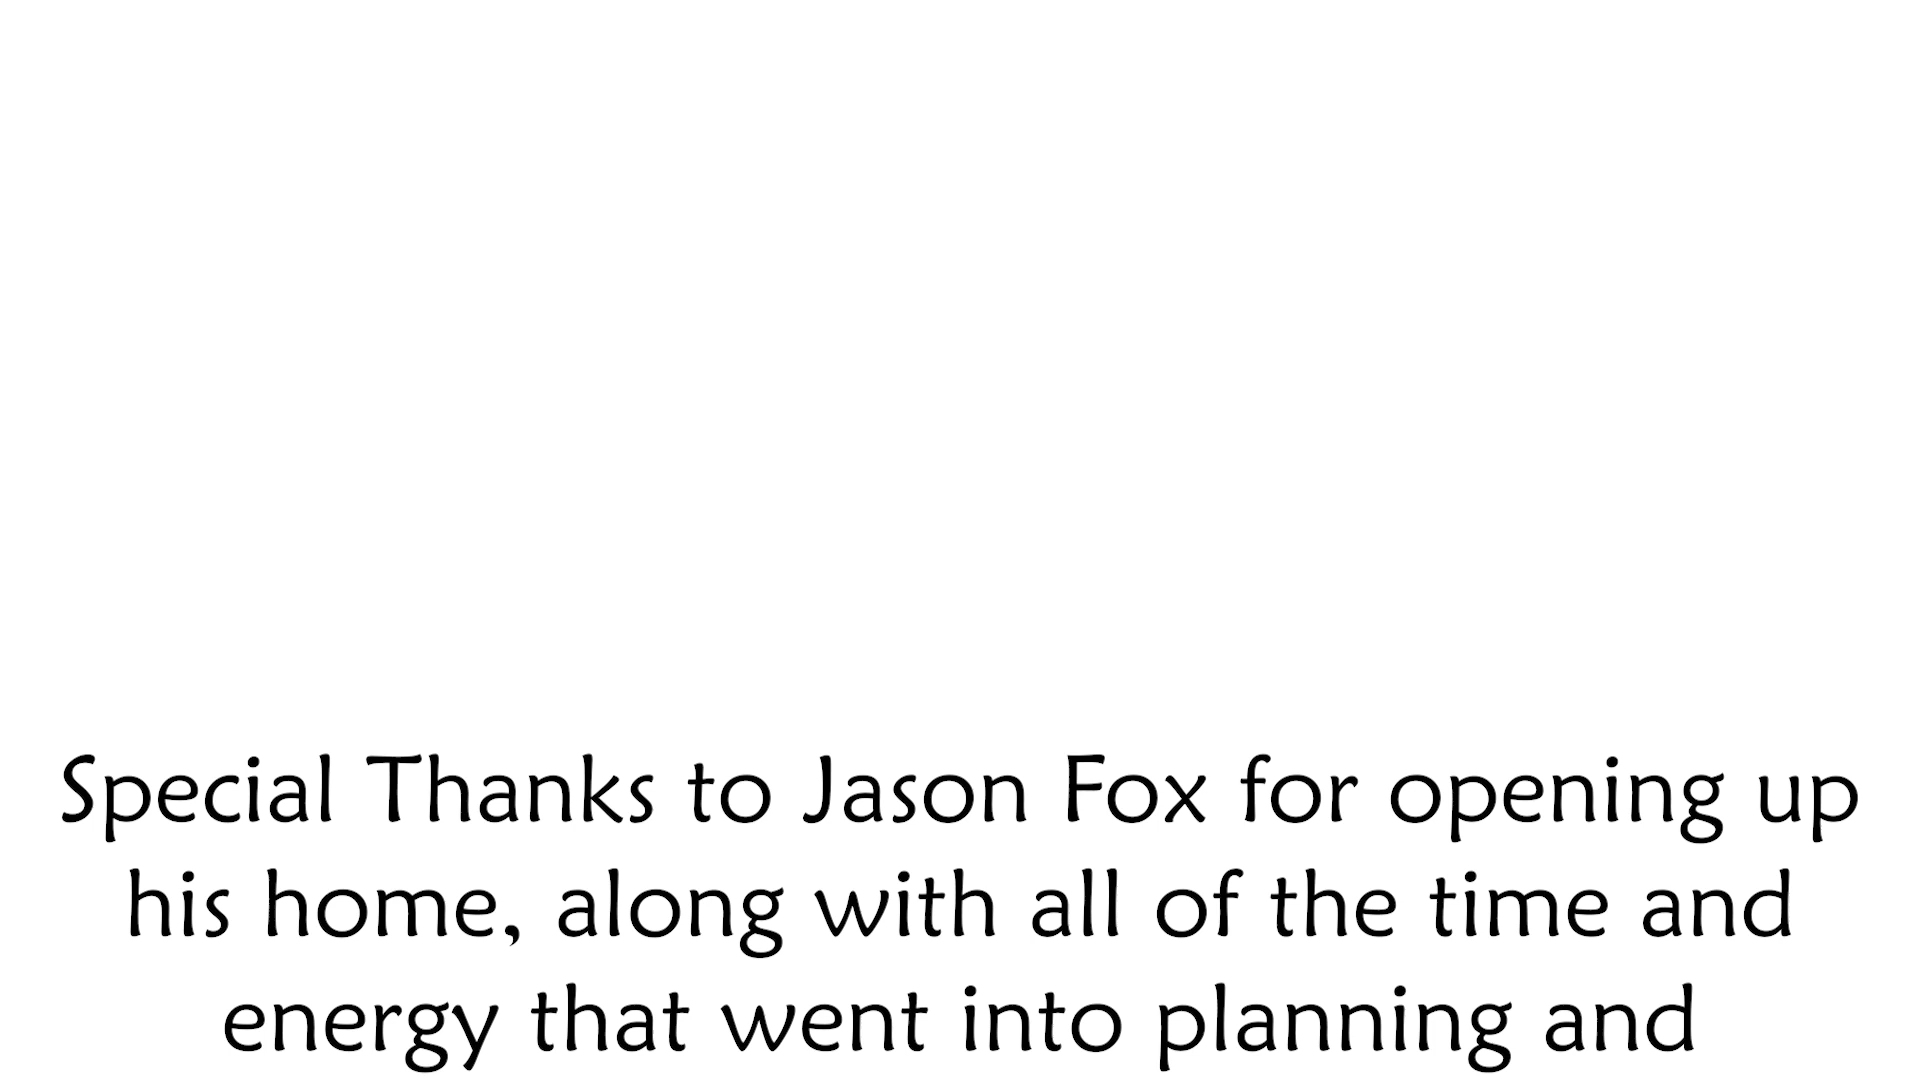 Special Thanks to Jason Fox for opening up
his home, along with all of the time and
energy that went into planning and